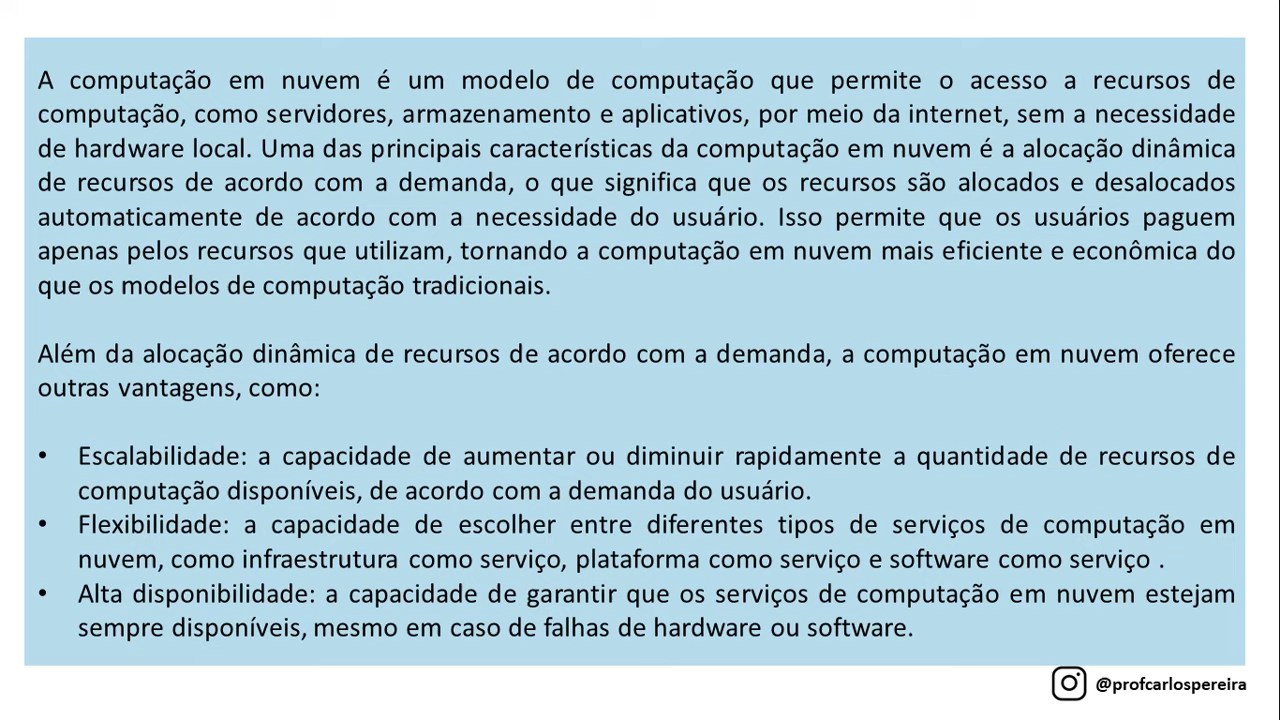 A computação em nuvem é um modelo de computação que permite o acesso a recursos de
computação, como servidores, armazenamento e aplicativos, por meio da internet, sem a necessidade
de hardware local. Uma das principais características da computação em nuvem é a alocação dinâmica
de recursos de acordo com a demanda, o que significa que os recursos são alocados e desalocados
automaticamente de acordo com a necessidade do usuário. Isso permite que os usuários paguem
apenas pelos recursos que utilizam, tornando a computação em nuvem mais eficiente e econômica do
que os modelos de computação tradicionais.
Além da alocação dinâmica de recursos de acordo com a demanda, a computação em nuvem oferece
outras vantagens, como:
• Escalabilidade: a capacidade de aumentar ou diminuir rapidamente a quantidade de recursos de
computação disponíveis, de acordo com a demanda do usuário.
• Flexibilidade: a capacidade de escolher entre diferentes tipos de serviços de computação em
nuvem, como infraestrutura como serviço, plataforma como serviço e software como serviço .
• Alta disponibilidade: a capacidade de garantir que os serviços de computação em nuvem estejam
sempre disponíveis, mesmo em caso de falhas de hardware ou software.
@profcarlospereira